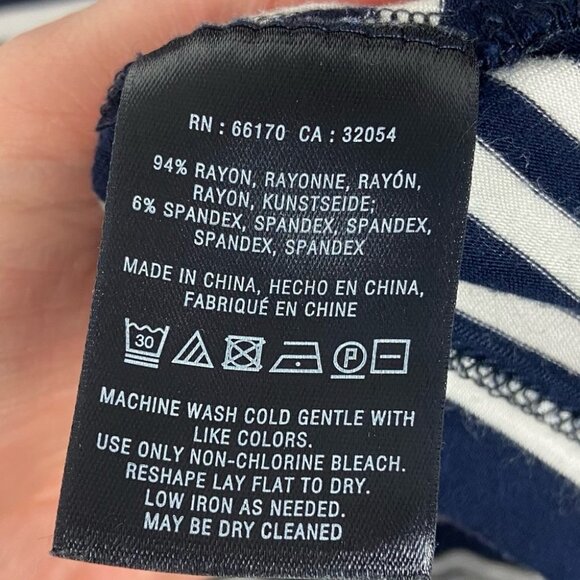 RN : 66170 CA : 32054
94% RAYON, RAYONNE, RAYÓN,
RAYON, KUNSTSEIDE;
6% SPANDEX, SPANDEX, SPANDEX,
SPANDEX, SPANDEX
MADE IN CHINA, HECHO EN CHINA,
FABRIQUÉ EN CHINE
30 P
MACHINE WASH COLD GENTLE WITH
LIKE COLORS.
USE ONLY NON-CHLORINE BLEACH.
RESHAPE LAY FLAT TO DRY.
LOW IRON AS NEEDED.
MAY BE DRY CLEANED